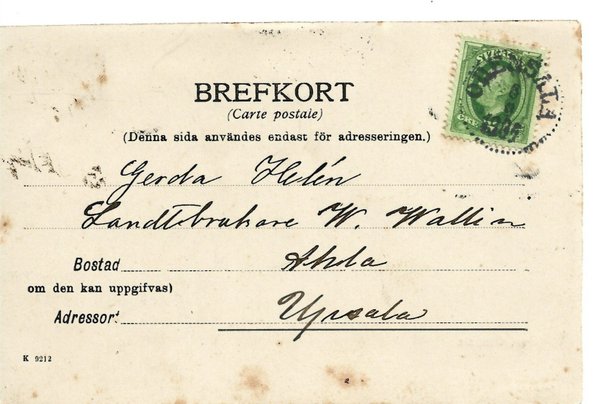 BREFKORT
(Carte postale)
(Denna sida användes endast för adresseringen.)
Gerda Helén
Landtbrukare W. Wallin
Bostad Ahla
om den kan uppgifvas)
Upsala
Adressort
K 9212